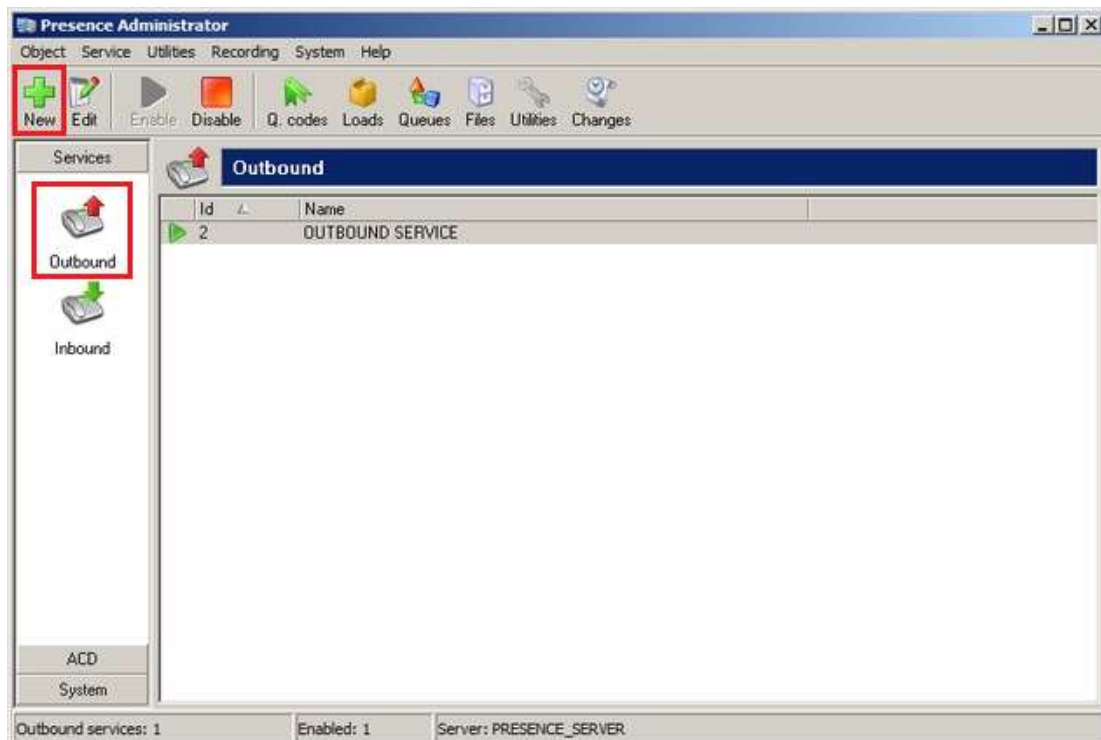 Presence Administrator
Object Service Utilities Recording System Help
New Edit Enable Disable Q. codes Loads Queues Files Utilities Changes
Services
Outbound
Id Name
2 OUTBOUND SERVICE
Outbound
Inbound
ACD
System
Outbound services: 1 Enabled: 1 Server: PRESENCE_SERVER